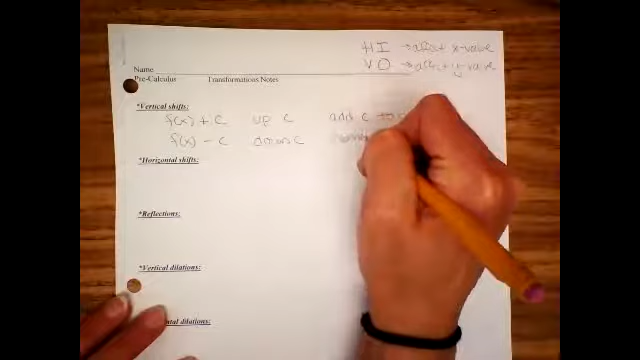 HI → affect x-value
VO → affect y-value
Name
Pre-Calculus Transformations Notes
*Vertical shifts:
f(x) + C up C add C to
f(x) - C down C
*Horizontal shifts:
*Reflections:
*Vertical dilations:
dilations: